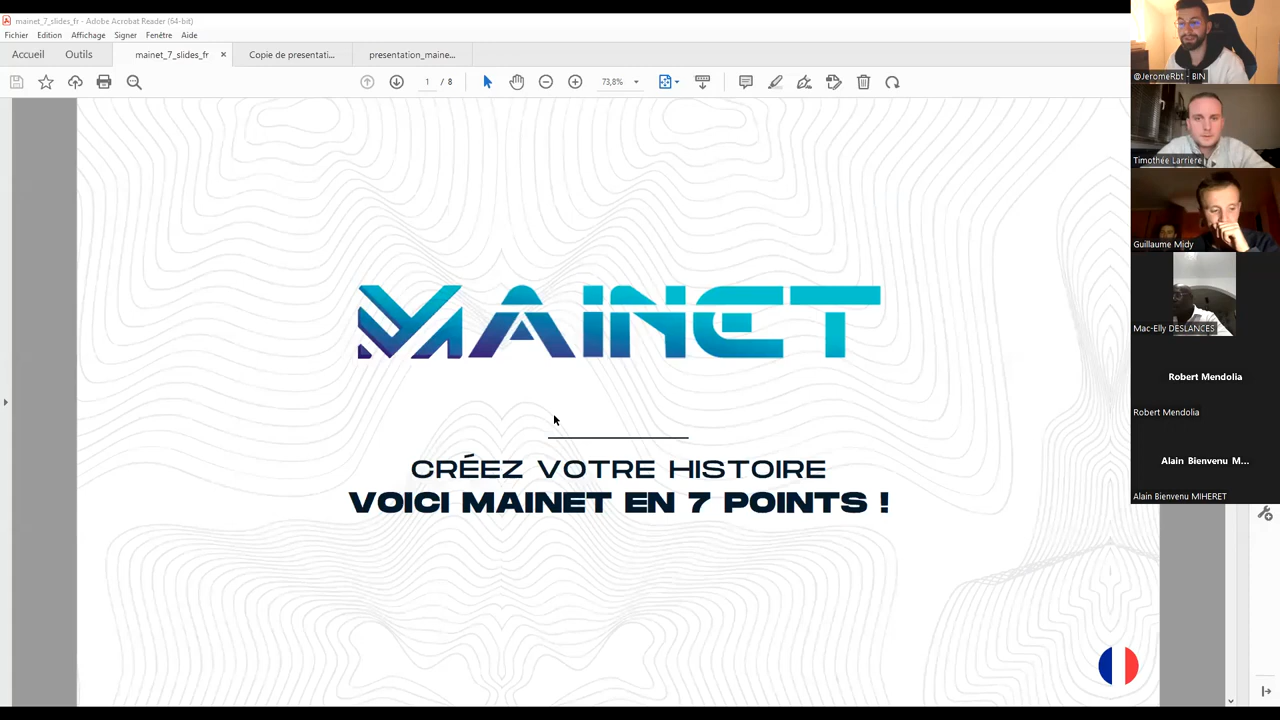 mainet_7_slides_fr - Adobe Acrobat Reader (64-bit)
Fichier Edition Affichage Signer Fenêtre Aide
Accueil Outils mainet_7_slides_fr × Copie de presentati... presentation_maine...
1 / 8 73,8%
MAINET
CRÉEZ VOTRE HISTOIRE
VOICI MAINET EN 7 POINTS !
@JeromeRbt - BIN
Timothée Larriere
Guillaume Midy
Mac-Elly DESLANCES
Robert Mendolia
Robert Mendolia
Alain Bienvenu M...
Alain Bienvenu MIHERET